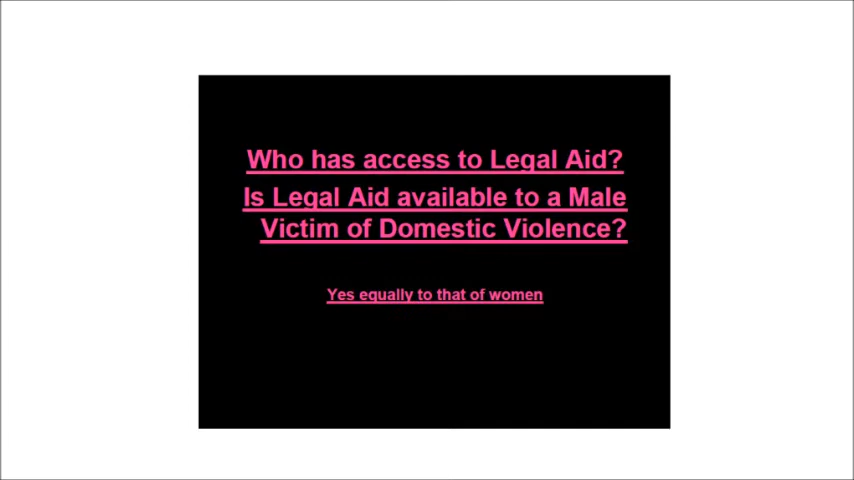 Who has access to Legal Aid?
Is Legal Aid available to a Male
Victim of Domestic Violence?
Yes equally to that of women